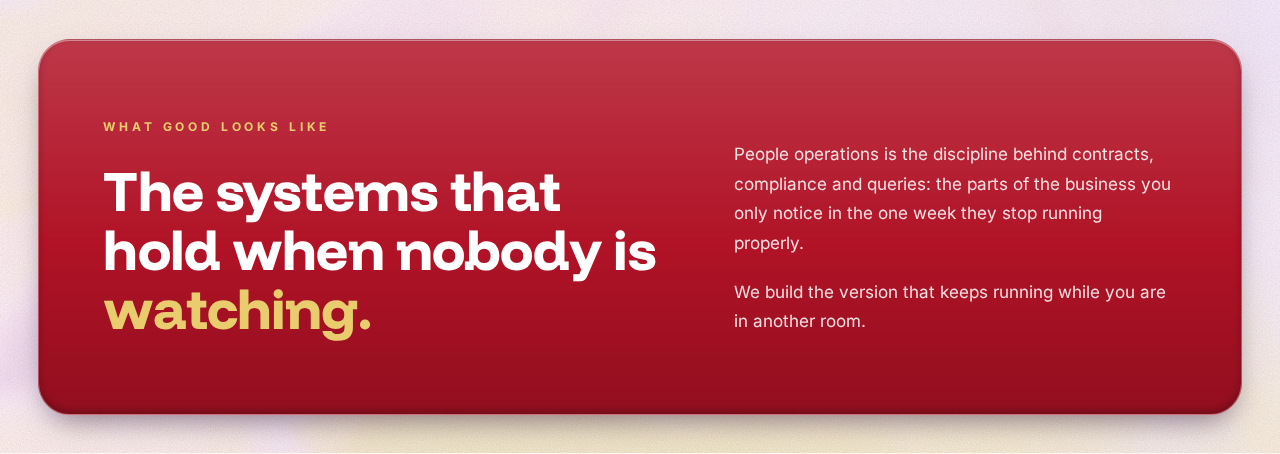 WHAT GOOD LOOKS LIKE
The systems that
hold when nobody is
watching.
People operations is the discipline behind contracts,
compliance and queries: the parts of the business you
only notice in the one week they stop running
properly.
We build the version that keeps running while you are
in another room.